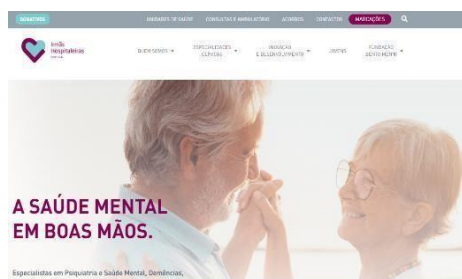 DONATIVOS
UNIDADES DE SAÚDE
CONSULTAS E AMBULATÓRIO
ACORDOS
CONTACTOS
MARCAÇÕES
Irmãs
Hospitaleiras
QUEM SOMOS
ESPECIALIDADES
CLÍNICAS
INOVAÇÃO
E DESENVOLVIMENTO
JOVENS
FUNDAÇÃO
BENTO MENNI
A SAÚDE MENTAL
EM BOAS MÃOS.
Especialistas em Psiquiatria e Saúde Mental, Demências,